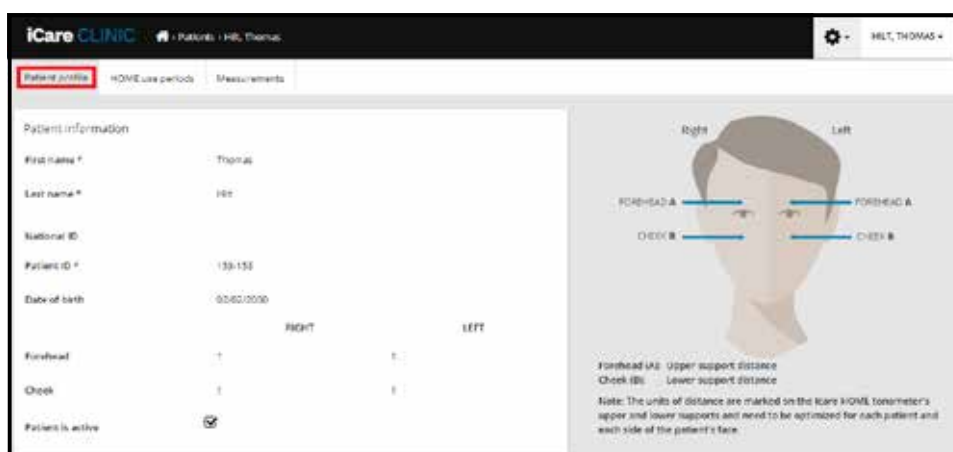 iCare CLINIC › Patients › Hilt, Thomas
HILT, THOMAS
Patient profile HOME use periods Measurements
Patient information
First name * Thomas
Last name * Hilt
National ID
Patient ID *
Date of birth
RIGHT LEFT
Forehead 1 1
Cheek 1 1
Patient is active
Right Left
FOREHEAD A FOREHEAD A
CHEEK B CHEEK B
Forehead (A): Upper support distance
Cheek (B): Lower support distance
Note: The units of distance are marked on the Icare HOME tonometer's
upper and lower supports and need to be optimized for each patient and
each side of the patient's face.